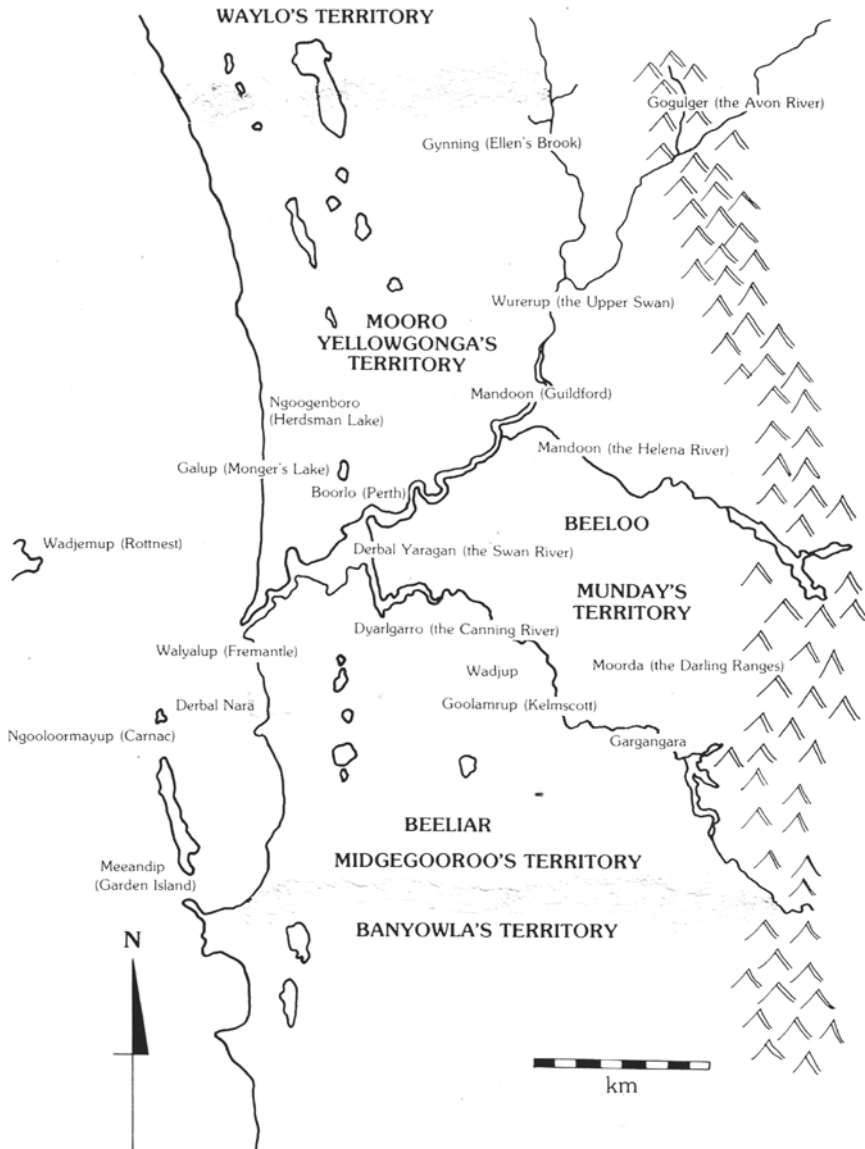 WAYLO'S TERRITORY
Gogulger (the Avon River)
Gynning (Ellen's Brook)
Wurerup (the Upper Swan)
MOORO
YELLOWGONGA'S
TERRITORY
Mandoon (Guildford)
Ngoogenboro
(Herdsman Lake)
Mandoon (the Helena River)
Galup (Monger's Lake)
Boorlo (Perth)
BEELOO
Wadjemup (Rottnest)
Derbal Yaragan (the Swan River)
MUNDAY'S
TERRITORY
Dyarlgarro (the Canning River)
Walyalup (Fremantle)
Wadjup
Moorda (the Darling Ranges)
Derbal Nara
Goolamrup (Kelmscott)
Ngooloormayup (Carnac)
Gargangara
BEELIAR
MIDGEGOOROO'S TERRITORY
Meeandip
(Garden Island)
BANYOWLA'S TERRITORY
N
km